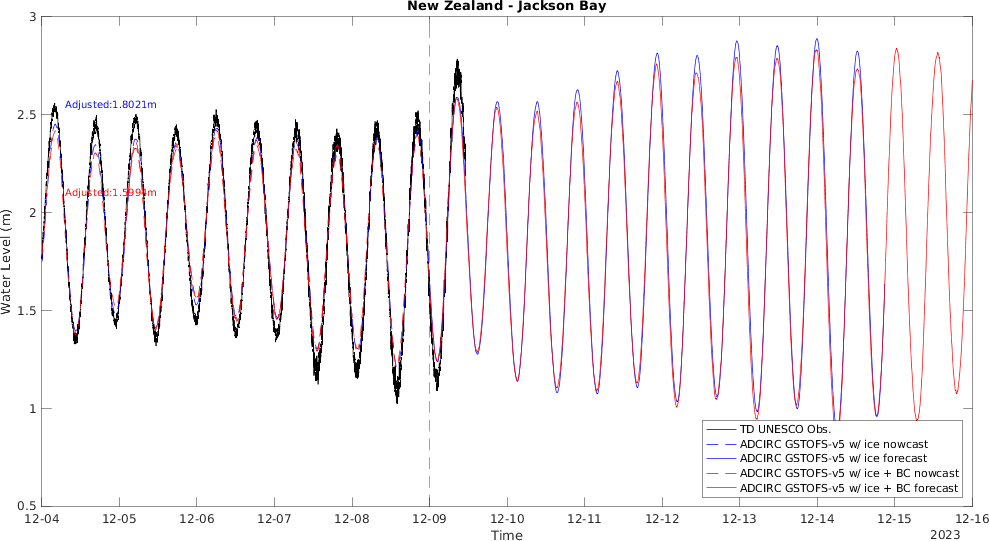 New Zealand - Jackson Bay
3
2.5
2
1.5
1
0.5
Water Level (m)
Adjusted:1.8021m
Adjusted:1.5994m
TD UNESCO Obs.
ADCIRC GSTOFS-v5 w/ ice nowcast
ADCIRC GSTOFS-v5 w/ ice forecast
ADCIRC GSTOFS-v5 w/ ice + BC nowcast
ADCIRC GSTOFS-v5 w/ ice + BC forecast
12-04 12-05 12-06 12-07 12-08 12-09 12-10 12-11 12-12 12-13 12-14 12-15 12-16
Time
2023